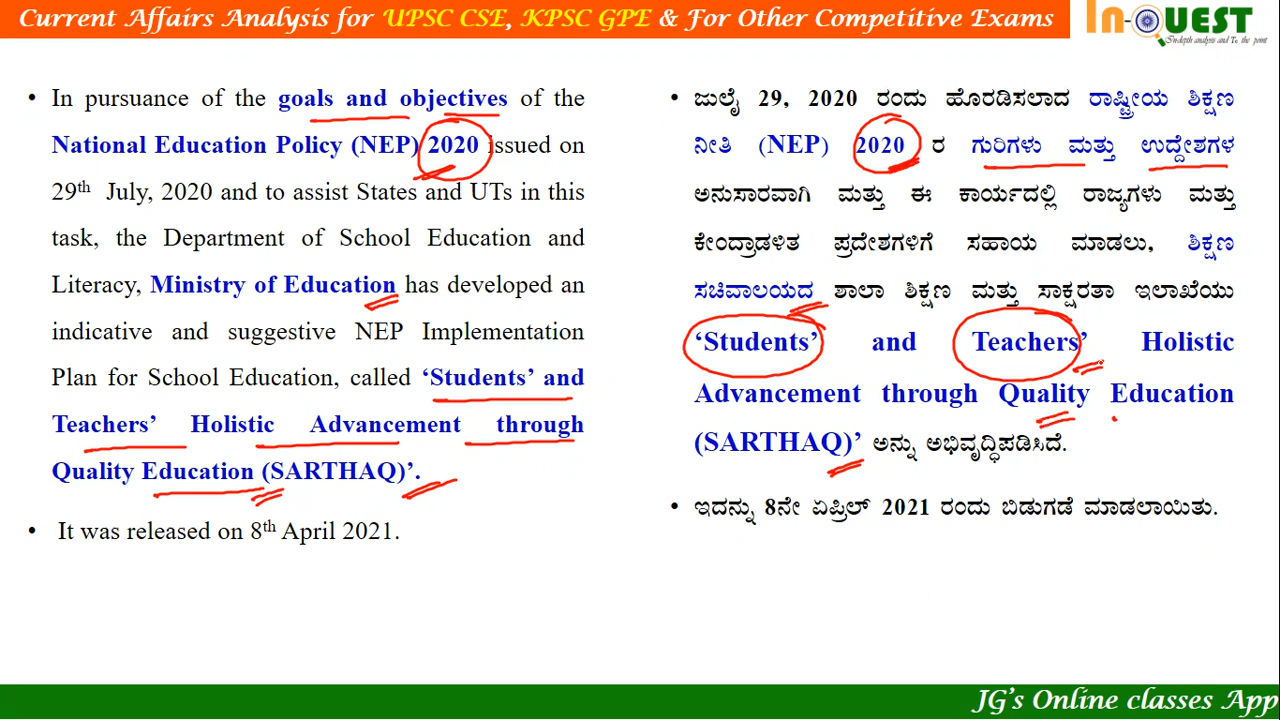 Current Affairs Analysis for UPSC CSE, KPSC GPE & For Other Competitive Exams
In-QUEST
In-depth analysis and To the point
• In pursuance of the goals and objectives of the
National Education Policy (NEP) 2020 issued on
29th July, 2020 and to assist States and UTs in this
task, the Department of School Education and
Literacy, Ministry of Education has developed an
indicative and suggestive NEP Implementation
Plan for School Education, called ‘Students’ and
Teachers’ Holistic Advancement through
Quality Education (SARTHAQ)’.
• It was released on 8th April 2021.
• ಜುಲೈ 29, 2020 ರಂದು ಹೊರಡಿಸಲಾದ ರಾಷ್ಟ್ರೀಯ ಶಿಕ್ಷಣ
ನೀತಿ (NEP) 2020 ರ ಗುರಿಗಳು ಮತ್ತು ಉದ್ದೇಶಗಳ
ಅನುಸಾರವಾಗಿ ಮತ್ತು ಈ ಕಾರ್ಯದಲ್ಲಿ ರಾಜ್ಯಗಳು ಮತ್ತು
ಕೇಂದ್ರಾಡಳಿತ ಪ್ರದೇಶಗಳಿಗೆ ಸಹಾಯ ಮಾಡಲು, ಶಿಕ್ಷಣ
ಸಚಿವಾಲಯದ ಶಾಲಾ ಶಿಕ್ಷಣ ಮತ್ತು ಸಾಕ್ಷರತಾ ಇಲಾಖೆಯು
‘Students’ and Teachers’ Holistic
Advancement through Quality Education
(SARTHAQ)’ ಅನ್ನು ಅಭಿವೃದ್ಧಿಪಡಿಸಿದೆ.
• ಇದನ್ನು 8ನೇ ಏಪ್ರಿಲ್ 2021 ರಂದು ಬಿಡುಗಡೆ ಮಾಡಲಾಯಿತು.
JG's Online classes App